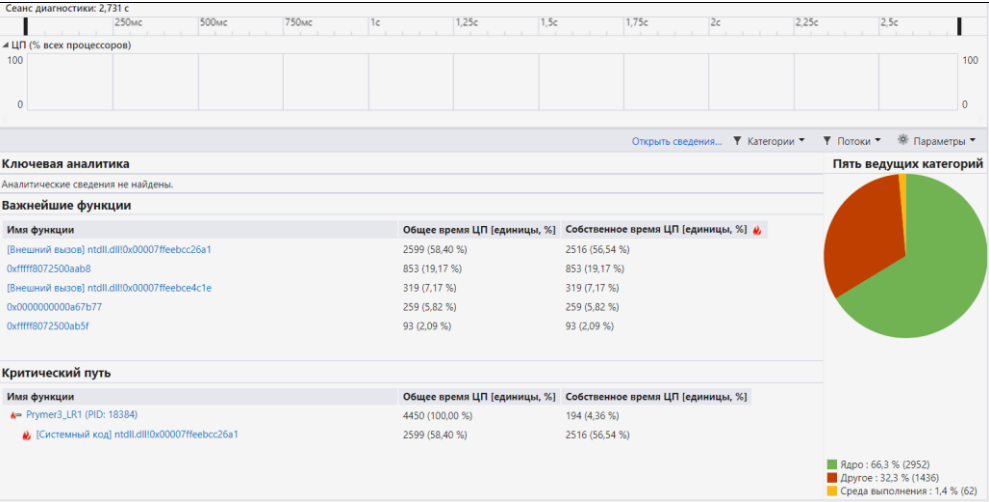 Сеанс диагностики: 2,731 с
250мс 500мс 750мс 1с 1,25с 1,5с 1,75с 2с 2,25с 2,5с
ЦП (% всех процессоров)
100 100
0 0
Открыть сведения... Категории Потоки Параметры
Ключевая аналитика
Аналитические сведения не найдены.
Важнейшие функции
Имя функции Общее время ЦП [единицы, %] Собственное время ЦП [единицы, %]
[Внешний вызов] ntdll.dll!0x00007ffeebcc26a1 2599 (58,40 %) 2516 (56,54 %)
0xfffff8072500aab8 853 (19,17 %) 853 (19,17 %)
[Внешний вызов] ntdll.dll!0x00007ffeebce4c1e 319 (7,17 %) 319 (7,17 %)
0x0000000000a67b77 259 (5,82 %) 259 (5,82 %)
0xfffff8072500ab5f 93 (2,09 %) 93 (2,09 %)
Критический путь
Имя функции Общее время ЦП [единицы, %] Собственное время ЦП [единицы, %]
Prymer3_LR1 (PID: 18384) 4450 (100,00 %) 194 (4,36 %)
[Системный код] ntdll.dll!0x00007ffeebcc26a1 2599 (58,40 %) 2516 (56,54 %)
Пять ведущих категорий
Ядро : 66,3 % (2952)
Другое : 32,3 % (1436)
Среда выполнения : 1,4 % (62)